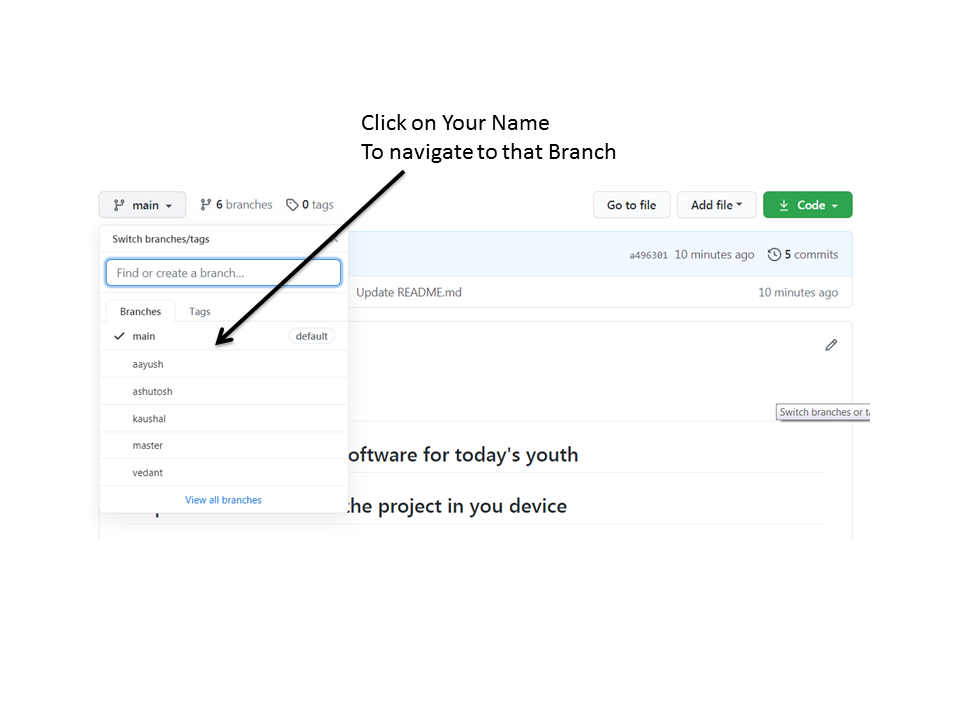 Click on Your Name
To navigate to that Branch
main 6 branches 0 tags Go to file Add file Code
Switch branches/tags
a496301 10 minutes ago 5 commits
Find or create a branch...
Update README.md 10 minutes ago
Branches Tags
main default
aayush
ashutosh
Switch branches or ta
kaushal
master
oftware for today's youth
vedant
View all branches
the project in you device